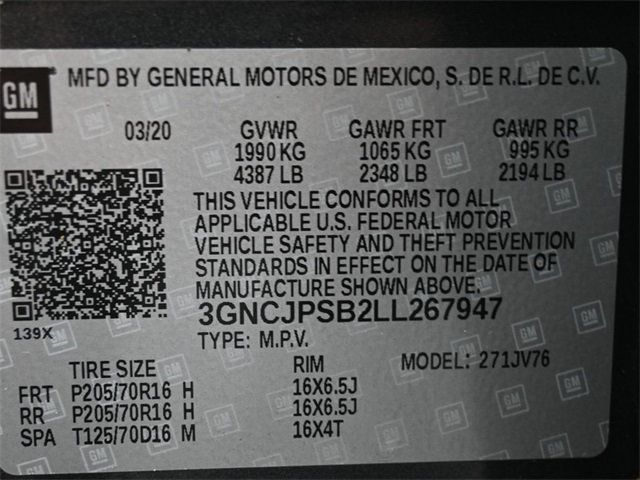 GM
MFD BY GENERAL MOTORS DE MEXICO, S. DE R.L. DE C.V.
03/20 GVWR GAWR FRT GAWR RR
1990 KG 1065 KG 995 KG
4387 LB 2348 LB 2194 LB
THIS VEHICLE CONFORMS TO ALL
APPLICABLE U.S. FEDERAL MOTOR
VEHICLE SAFETY AND THEFT PREVENTION
STANDARDS IN EFFECT ON THE DATE OF
MANUFACTURE SHOWN ABOVE.
3GNCJPSB2LL267947
139X
TYPE: M.P.V.
TIRE SIZE RIM MODEL: 271JV76
FRT P205/70R16 H 16X6.5J
RR P205/70R16 H 16X6.5J
SPA T125/70D16 M 16X4T